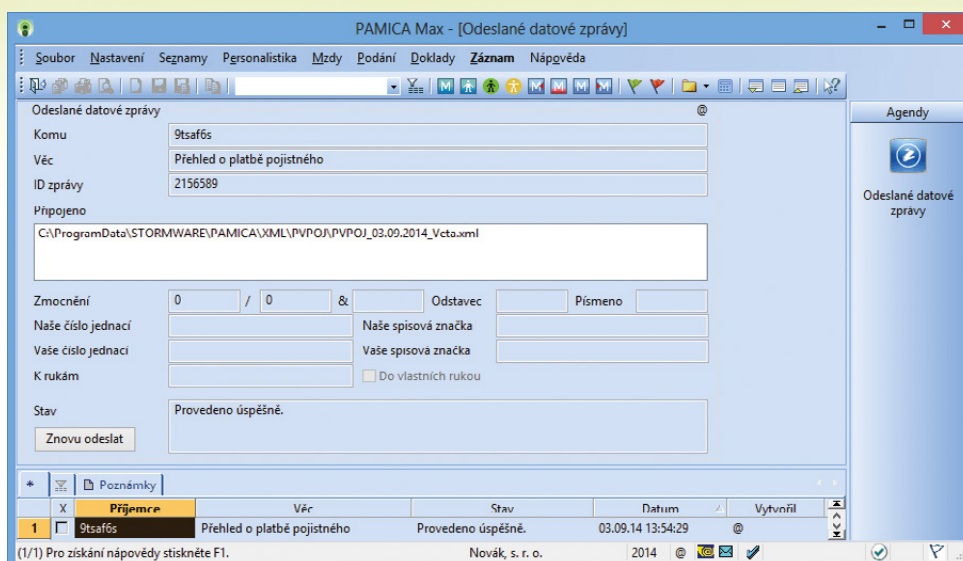 PAMICA Max - [Odeslané datové zprávy]
Soubor Nastavení Seznamy Personalistika Mzdy Podání Doklady Záznam Nápověda
Odeslané datové zprávy @
Agendy
Komu 9tsaf6s
Věc Přehled o platbě pojistného
ID zprávy 2156589
Odeslané datové
zprávy
Připojeno
C:\ProgramData\STORMWARE\PAMICA\XML\PVPOJ\PVPOJ_03.09.2014_Veta.xml
Zmocnění 0 / 0 & Odstavec Písmeno
Naše číslo jednací Naše spisová značka
Vaše číslo jednací Vaše spisová značka
K rukám Do vlastních rukou
Stav Provedeno úspěšně.
Znovu odeslat
* Poznámky
X Příjemce Věc Stav Datum Vytvořil
1 9tsaf6s Přehled o platbě pojistného Provedeno úspěšně. 03.09.14 13:54:29 @
(1/1) Pro získání nápovědy stiskněte F1. Novák, s. r. o. 2014 @